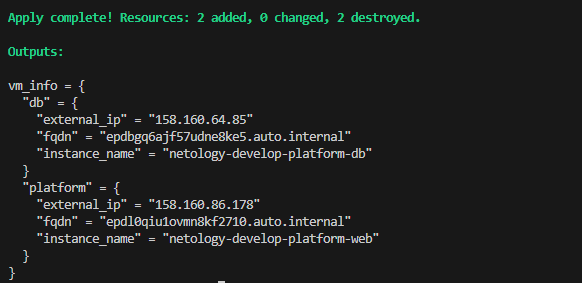 Apply complete! Resources: 2 added, 0 changed, 2 destroyed.
Outputs:
vm_info = {
  "db" = {
    "external_ip" = "158.160.64.85"
    "fqdn" = "epdbgq6ajf57udne8ke5.auto.internal"
    "instance_name" = "netology-develop-platform-db"
  }
  "platform" = {
    "external_ip" = "158.160.86.178"
    "fqdn" = "epdl0qiu1ovmn8kf2710.auto.internal"
    "instance_name" = "netology-develop-platform-web"
  }
}